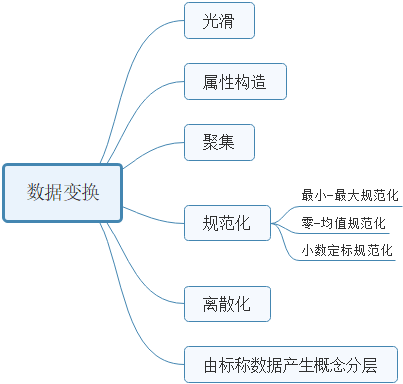 光滑
属性构造
聚集
数据变换
规范化
最小-最大规范化
零-均值规范化
小数定标规范化
离散化
由标称数据产生概念分层